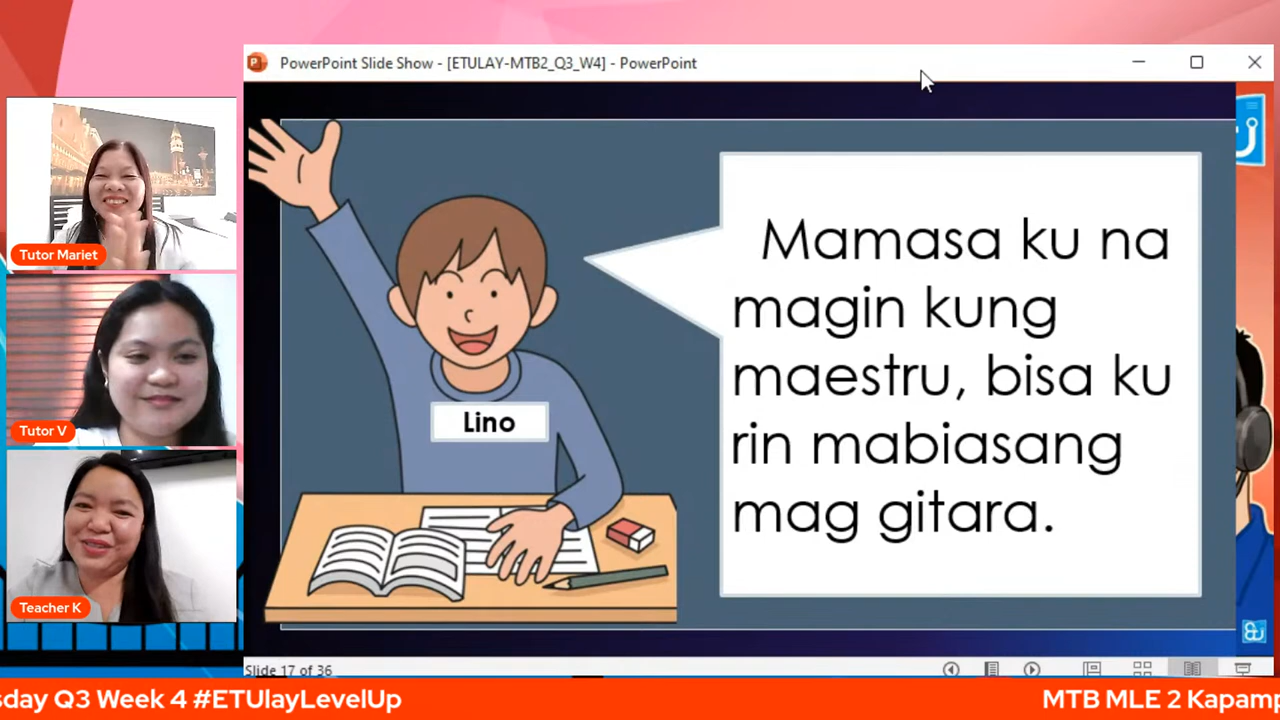 PowerPoint Slide Show - [ETULAY-MTB2_Q3_W4] - PowerPoint
Tutor Mariet
Tutor V
Teacher K
Lino
Mamasa ku na
magin kung
maestru, bisa ku
rin mabiasang
mag gitara.
Slide 17 of 36
sday Q3 Week 4 #ETUlayLevelUp
MTB MLE 2 Kapamp